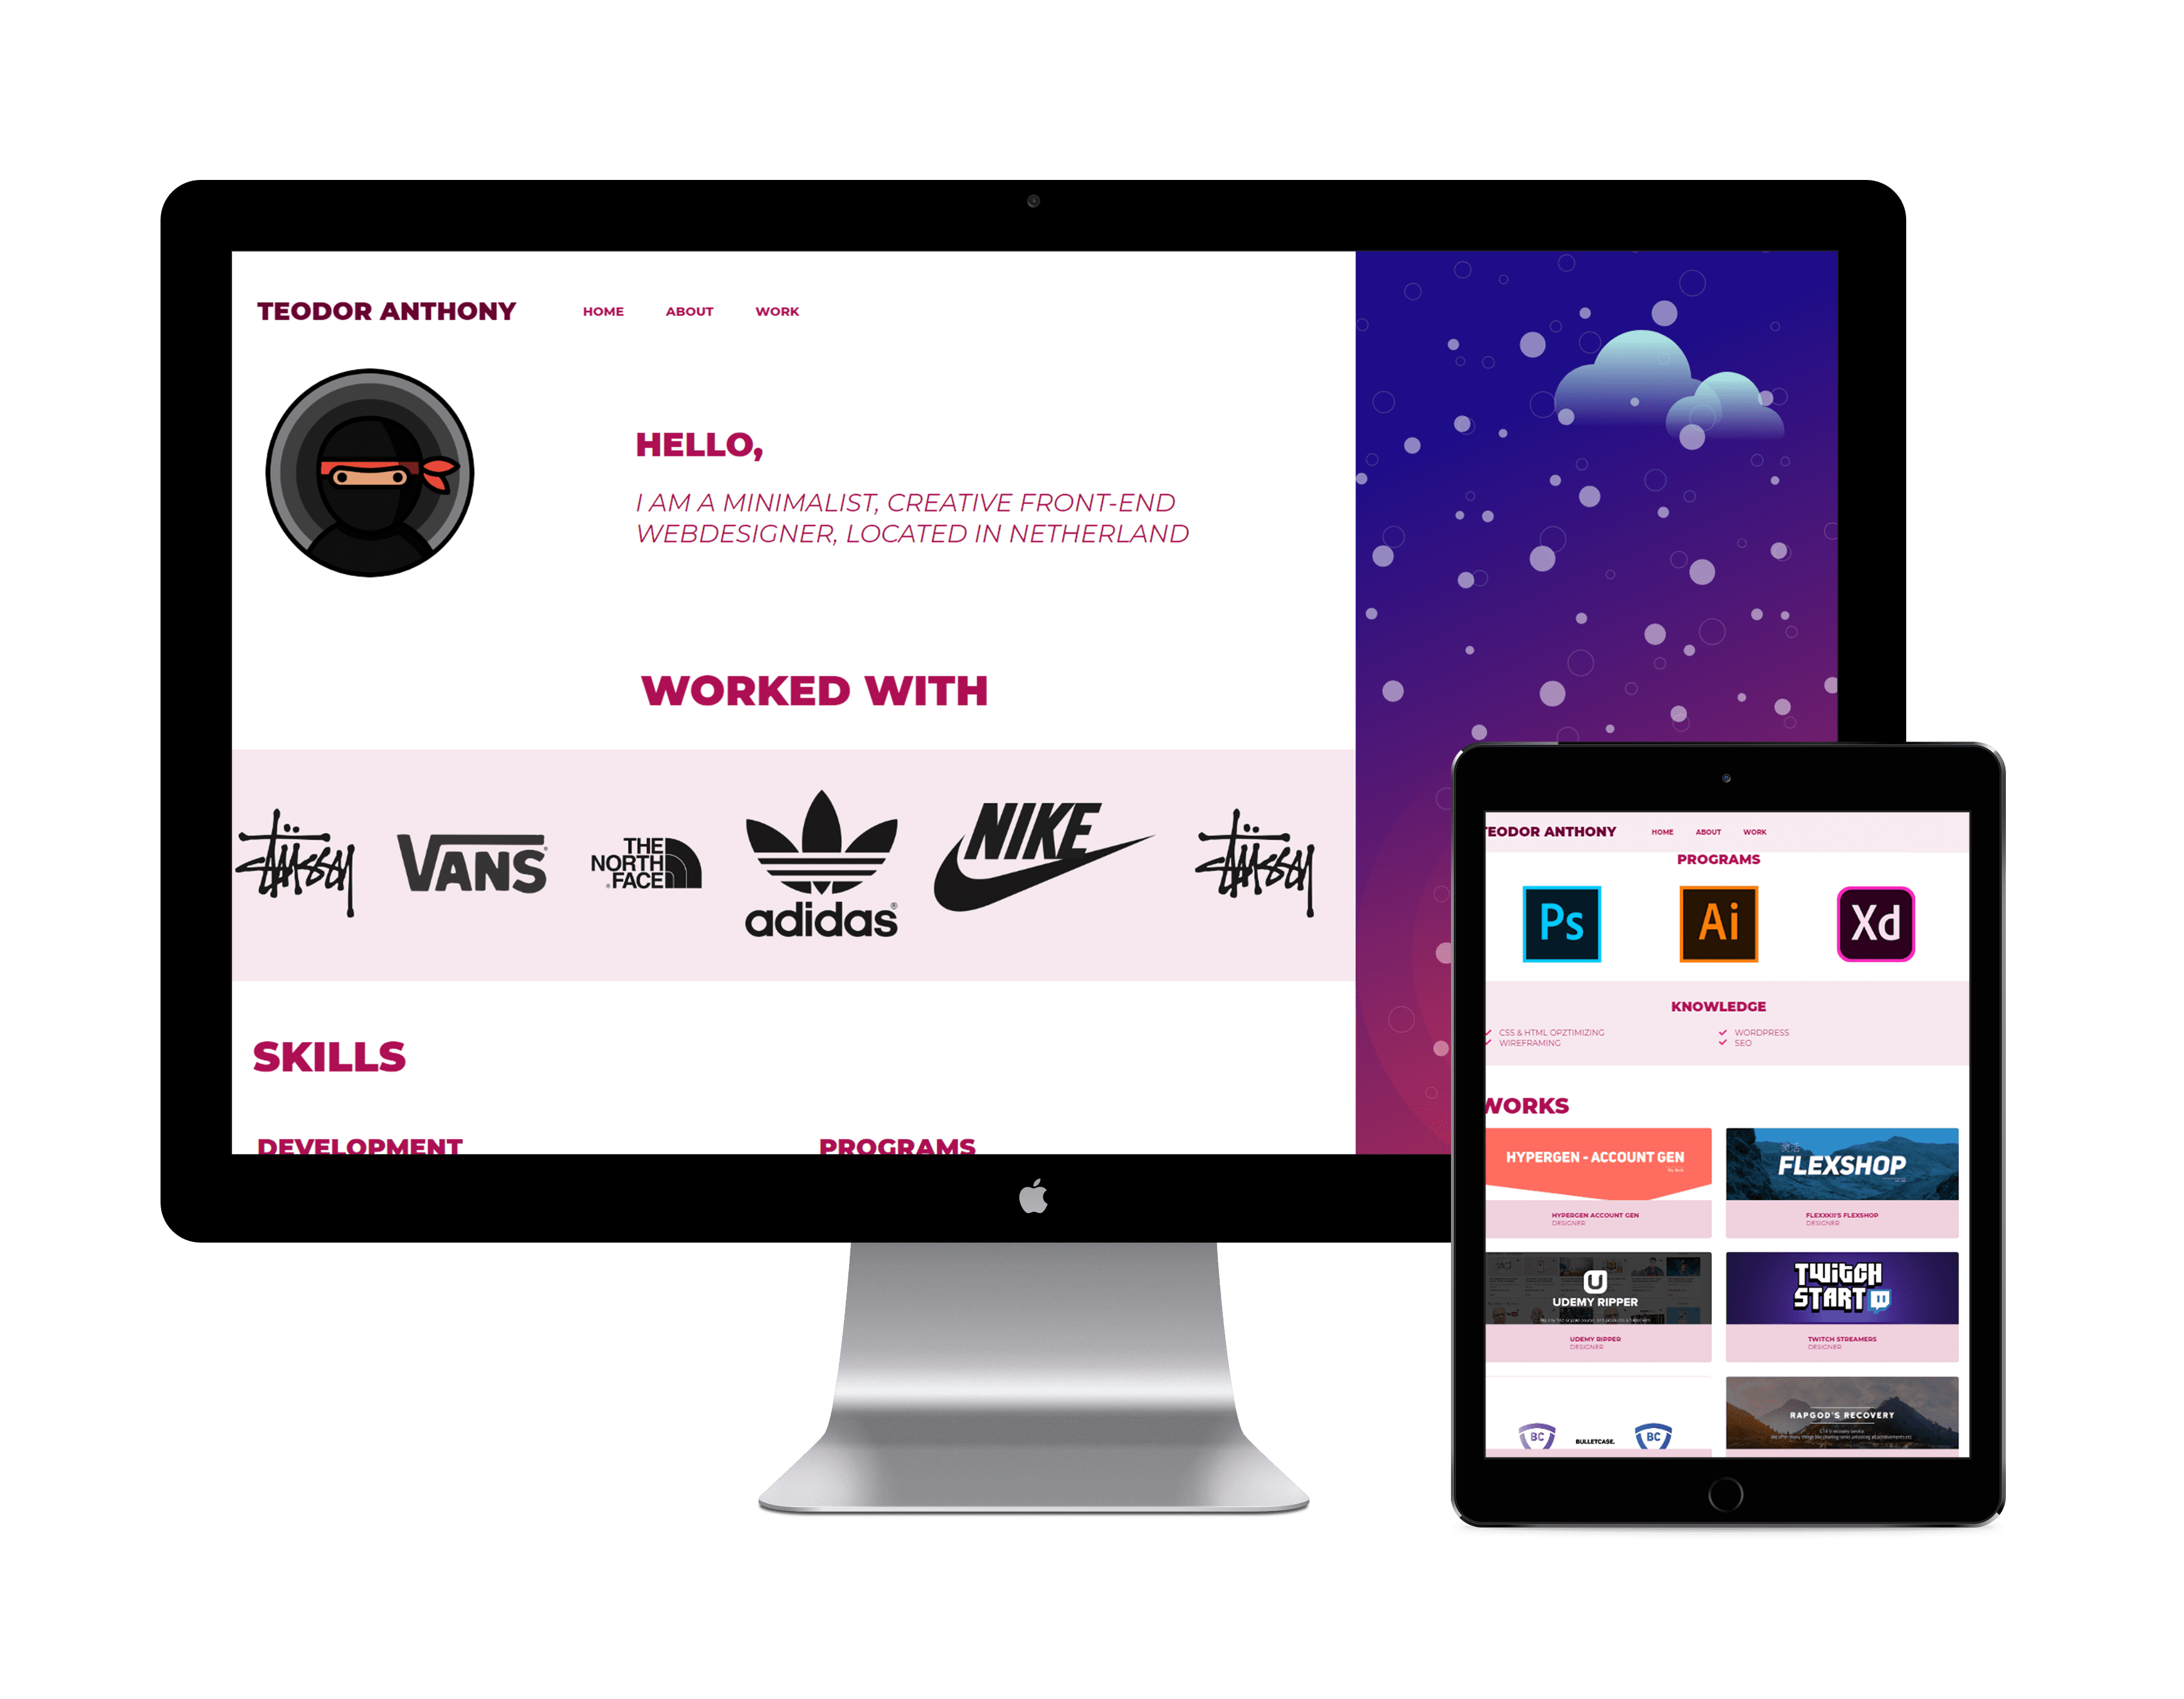 TEODOR ANTHONY
HOME
ABOUT
WORK
HELLO,
I AM A MINIMALIST, CREATIVE FRONT-END
WEBDESIGNER, LOCATED IN NETHERLAND
WORKED WITH
Stüssy
VANS
THE
NORTH
FACE
adidas
NIKE
Stüssy
SKILLS
DEVELOPMENT
PROGRAMS
TEODOR ANTHONY
HOME
ABOUT
WORK
PROGRAMS
Ps
Ai
Xd
KNOWLEDGE
CSS & HTML OPZTIMIZING
WIREFRAMING
WORDPRESS
SEO
WORKS
HYPERGEN - ACCOUNT GEN
HYPERGEN ACCOUNT GEN
DESIGNER
FLEXSHOP
FLEXXKII'S FLEXSHOP
DESIGNER
U
UDEMY RIPPER
UDEMY RIPPER
DESIGNER
TWITCH
START
TWITCH STREAMERS
DESIGNER
BC
BULLETCASE.
BC
RAPGOD'S RECOVERY